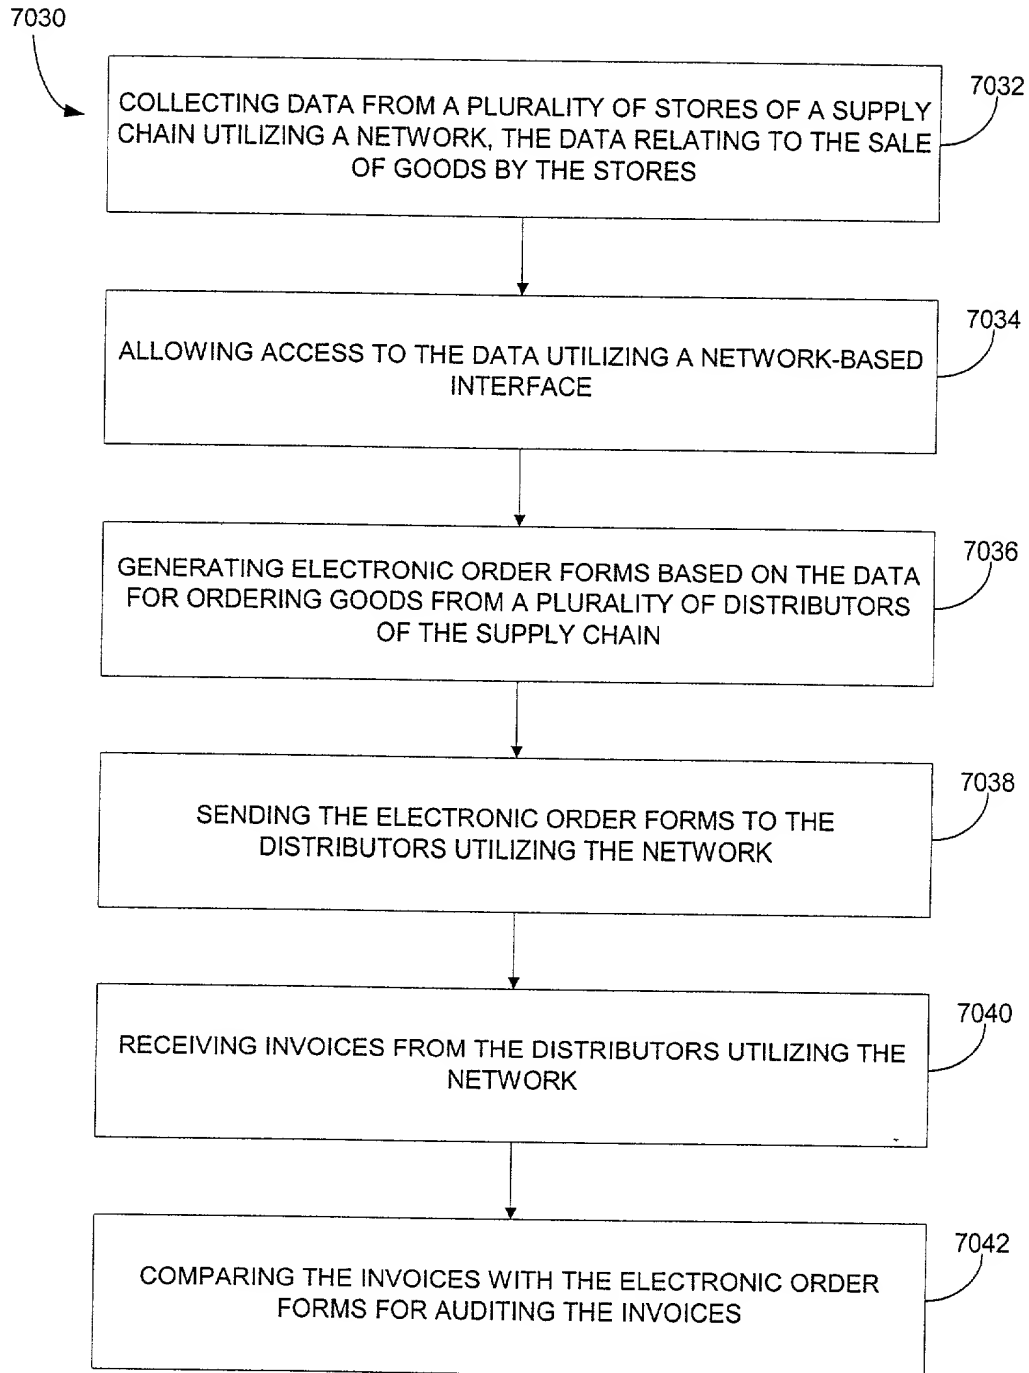 7030
7032
COLLECTING DATA FROM A PLURALITY OF STORES OF A SUPPLY
CHAIN UTILIZING A NETWORK, THE DATA RELATING TO THE SALE
OF GOODS BY THE STORES
7034
ALLOWING ACCESS TO THE DATA UTILIZING A NETWORK-BASED
INTERFACE
7036
GENERATING ELECTRONIC ORDER FORMS BASED ON THE DATA
FOR ORDERING GOODS FROM A PLURALITY OF DISTRIBUTORS
OF THE SUPPLY CHAIN
7038
SENDING THE ELECTRONIC ORDER FORMS TO THE
DISTRIBUTORS UTILIZING THE NETWORK
7040
RECEIVING INVOICES FROM THE DISTRIBUTORS UTILIZING THE
NETWORK
7042
COMPARING THE INVOICES WITH THE ELECTRONIC ORDER
FORMS FOR AUDITING THE INVOICES